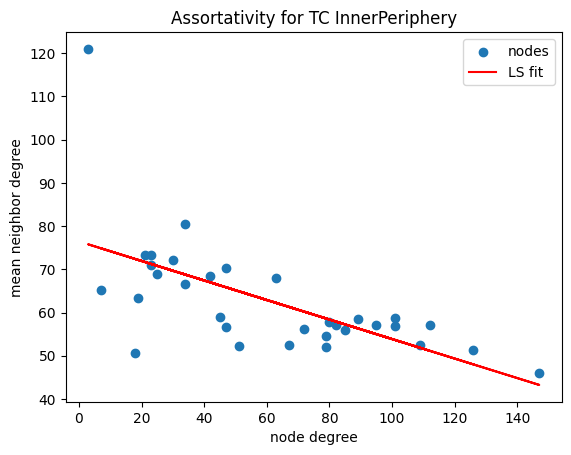 Assortativity for TC InnerPeriphery
nodes
LS fit
mean neighbor degree
120
110
100
90
80
70
60
50
40
0 20 40 60 80 100 120 140
node degree